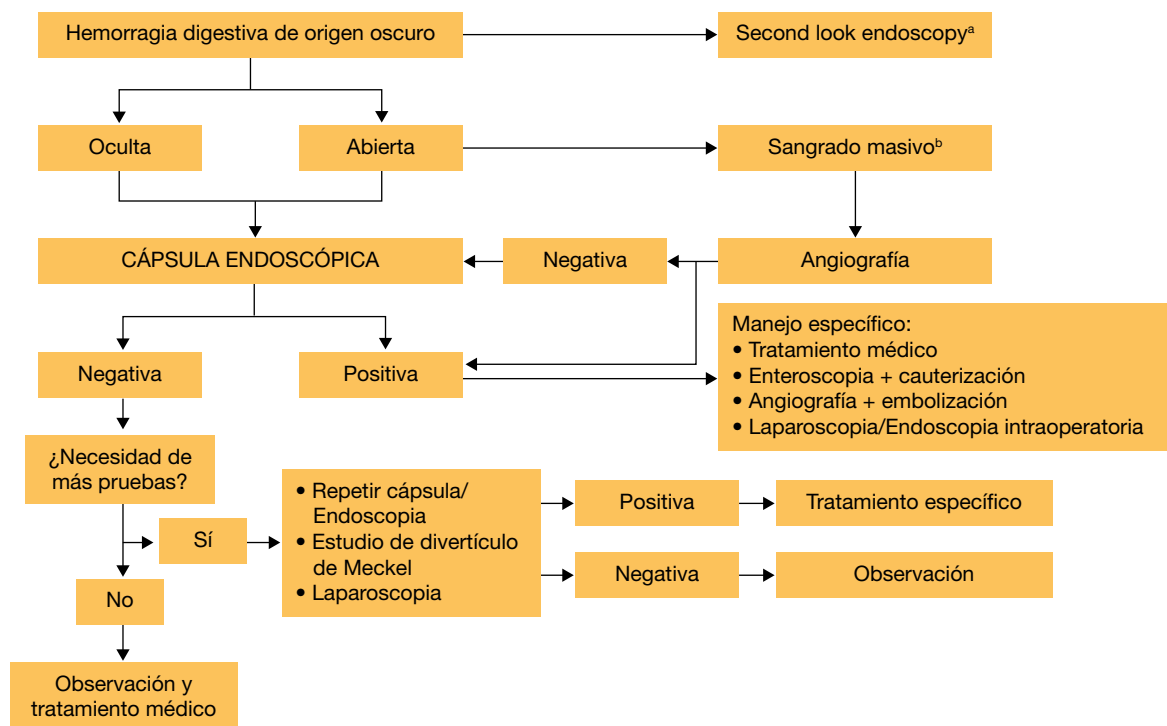 Hemorragia digestiva de origen oscuro
Second look endoscopyᵃ
Oculta
Abierta
Sangrado masivoᵇ
CÁPSULA ENDOSCÓPICA
Negativa
Angiografía
Negativa
Positiva
Manejo específico:
• Tratamiento médico
• Enteroscopia + cauterización
• Angiografía + embolización
• Laparoscopia/Endoscopia intraoperatoria
¿Necesidad de
más pruebas?
Sí
• Repetir cápsula/
Endoscopia
• Estudio de divertículo
de Meckel
• Laparoscopia
Positiva
Tratamiento específico
Negativa
Observación
No
Observación y
tratamiento médico